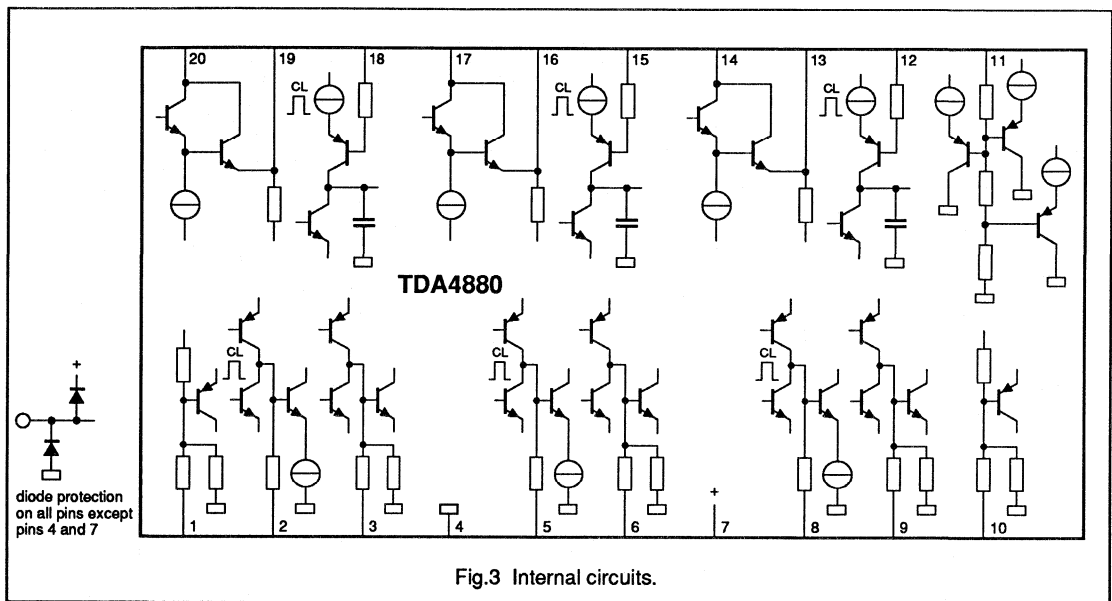 20 19 18 17 16 15 14 13 12 11
CL CL CL
TDA4880
CL CL CL
+
diode protection
on all pins except
pins 4 and 7
+
1 2 3 4 5 6 7 8 9 10
Fig.3 Internal circuits.